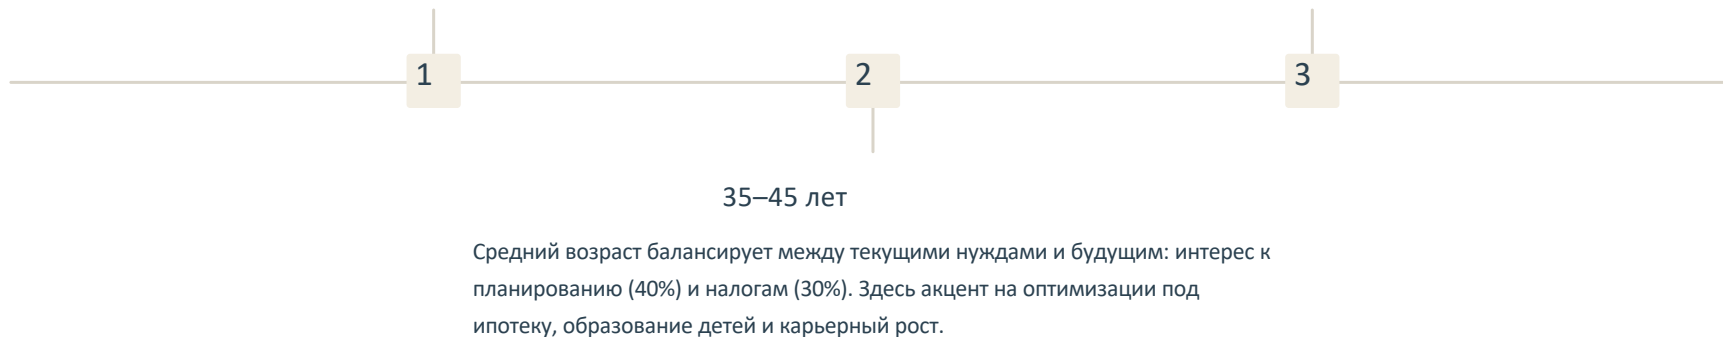 1
2
3
35–45 лет
Средний возраст балансирует между текущими нуждами и будущим: интерес к
планированию (40%) и налогам (30%). Здесь акцент на оптимизации под
ипотеку, образование детей и карьерный рост.